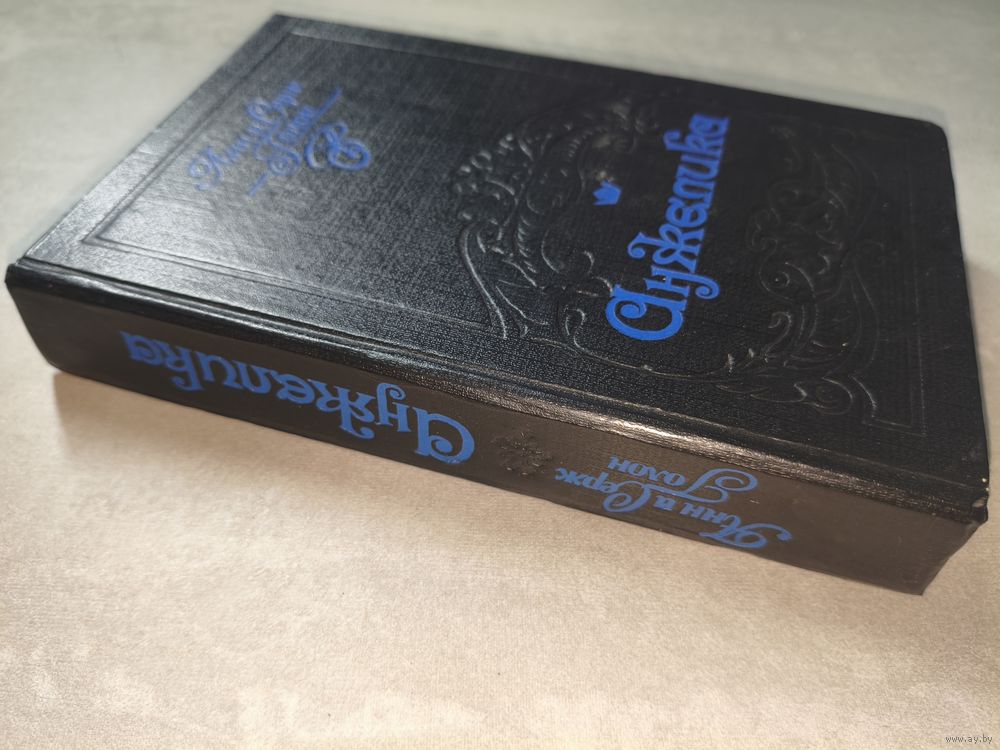 Анн и Серж
Голон
Анжелика
Анн и Серж
Голон
Анжелика
www.ay.by